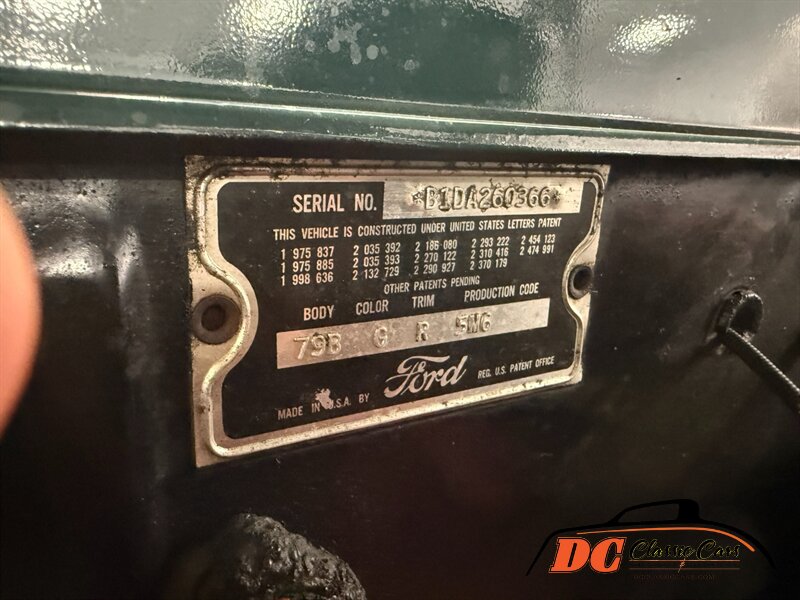 SERIAL NO. *B1DA260366*
THIS VEHICLE IS CONSTRUCTED UNDER UNITED STATES LETTERS PATENT
1 975 837 2 035 392 2 186 080 2 293 222 2 454 123
1 975 885 2 035 393 2 270 122 2 310 416 2 474 991
1 998 636 2 132 729 2 290 927 2 370 179
OTHER PATENTS PENDING
BODY COLOR TRIM PRODUCTION CODE
79B G R 5W6
Ford
MADE IN U.S.A. BY REG. U.S. PATENT OFFICE
DC Classic Cars